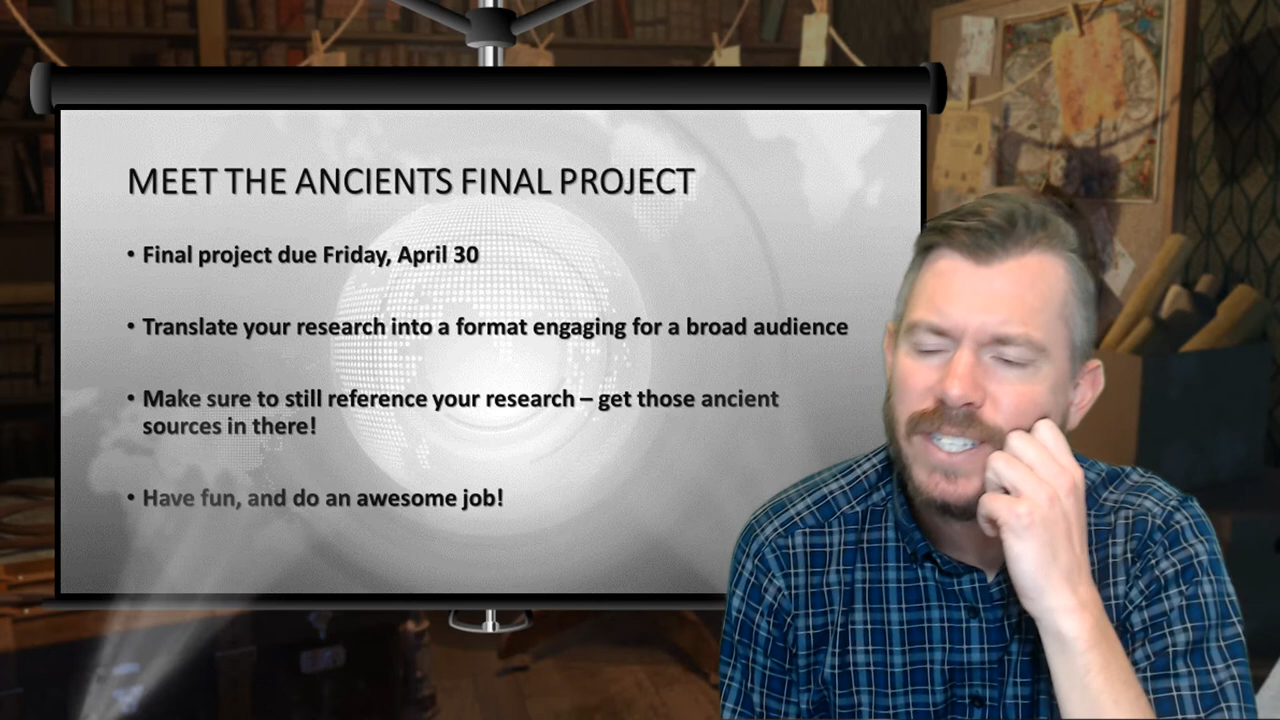 MEET THE ANCIENTS FINAL PROJECT
• Final project due Friday, April 30
• Translate your research into a format engaging for a broad audience
• Make sure to still reference your research – get those ancient
sources in there!
• Have fun, and do an awesome job!